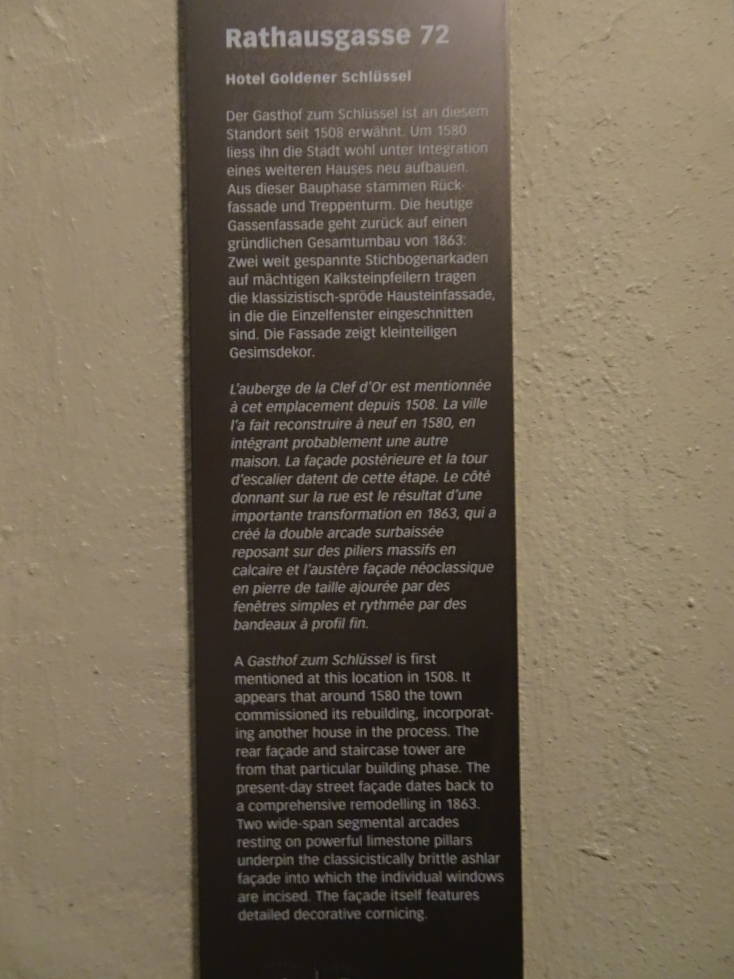 Rathausgasse 72
Hotel Goldener Schlüssel
Der Gasthof zum Schlüssel ist an diesem
Standort seit 1508 erwähnt. Um 1580
liess ihn die Stadt wohl unter Integration
eines weiteren Hauses neu aufbauen.
Aus dieser Bauphase stammen Rück-
fassade und Treppenturm. Die heutige
Gassenfassade geht zurück auf einen
gründlichen Gesamtumbau von 1863:
Zwei weit gespannte Stichbogenarkaden
auf mächtigen Kalksteinpfeilern tragen
die klassizistisch-spröde Hausteinfassade,
in die die Einzelfenster eingeschnitten
sind. Die Fassade zeigt kleinteiligen
Gesimsdekor.
L'auberge de la Clef d'Or est mentionnée
à cet emplacement depuis 1508. La ville
l'a fait reconstruire à neuf en 1580, en
intégrant probablement une autre
maison. La façade postérieure et la tour
d'escalier datent de cette étape. Le côté
donnant sur la rue est le résultat d'une
importante transformation en 1863, qui a
créé la double arcade surbaissée
reposant sur des piliers massifs en
calcaire et l'austère façade néoclassique
en pierre de taille ajourée par des
fenêtres simples et rythmée par des
bandeaux à profil fin.
A Gasthof zum Schlüssel is first
mentioned at this location in 1508. It
appears that around 1580 the town
commissioned its rebuilding, incorporat-
ing another house in the process. The
rear façade and staircase tower are
from that particular building phase. The
present-day street façade dates back to
a comprehensive remodelling in 1863.
Two wide-span segmental arcades
resting on powerful limestone pillars
underpin the classicistically brittle ashlar
façade into which the individual windows
are incised. The façade itself features
detailed decorative cornicing.